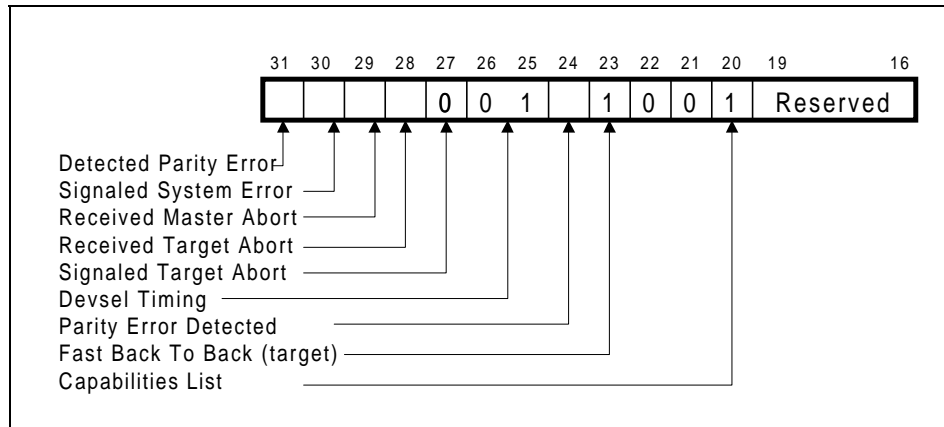 31 30 29 28 27 26 25 24 23 22 21 20 19 16
0 0 1 1 0 0 1 Reserved
Detected Parity Error
Signaled System Error
Received Master Abort
Received Target Abort
Signaled Target Abort
Devsel Timing
Parity Error Detected
Fast Back To Back (target)
Capabilities List